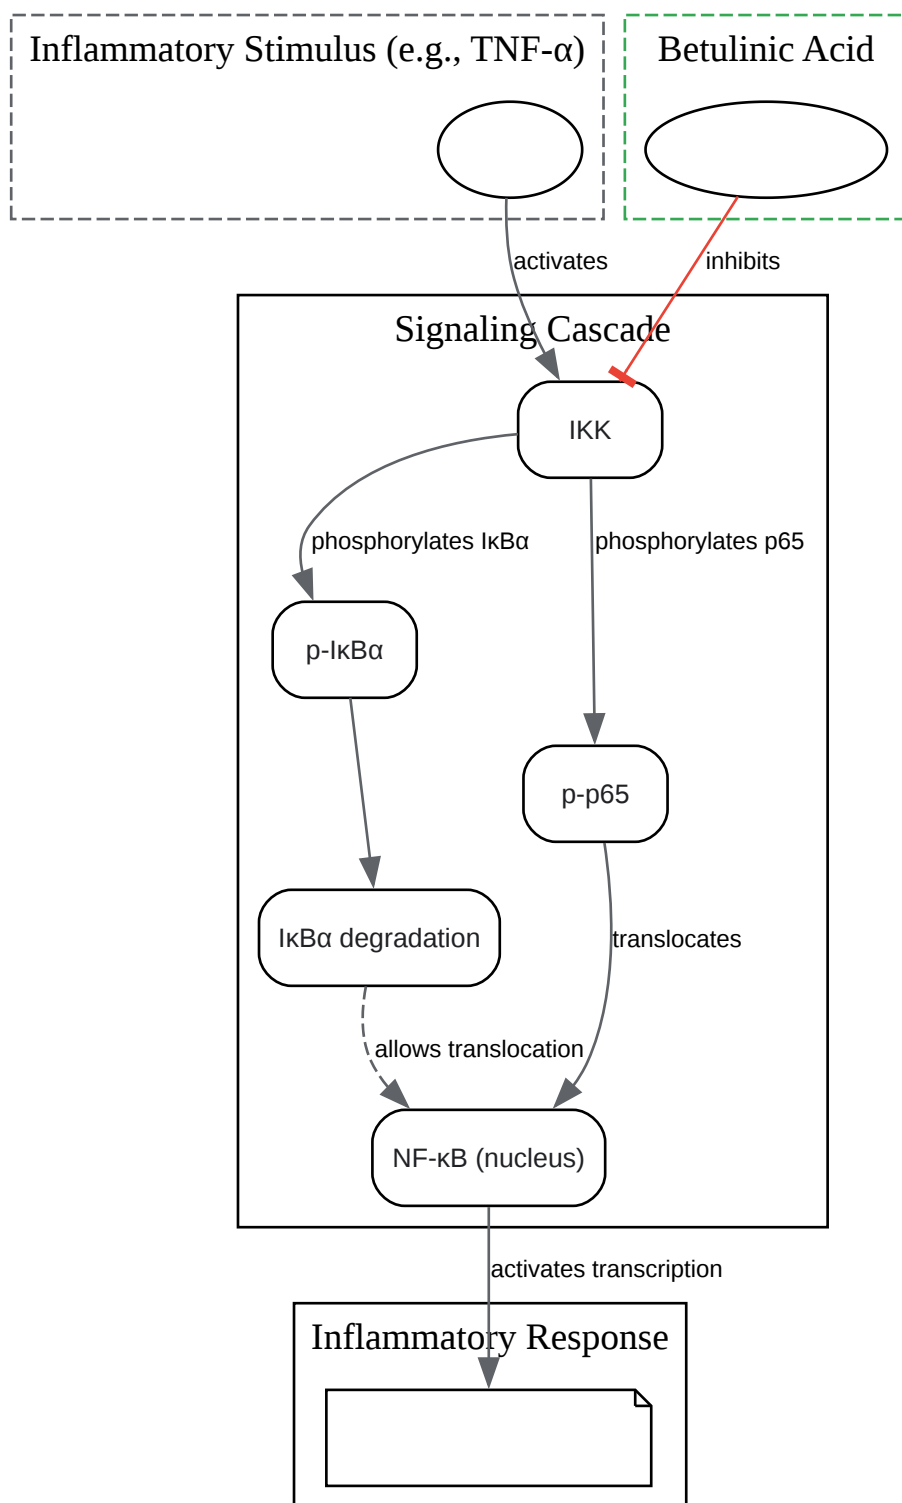 Inflammatory Stimulus (e.g., TNF-α)
Betulinic Acid
activates
inhibits
Signaling Cascade
IKK
phosphorylates IκBα
phosphorylates p65
p-IκBα
p-p65
IκBα degradation
translocates
allows translocation
NF-κB (nucleus)
activates transcription
Inflammatory Response